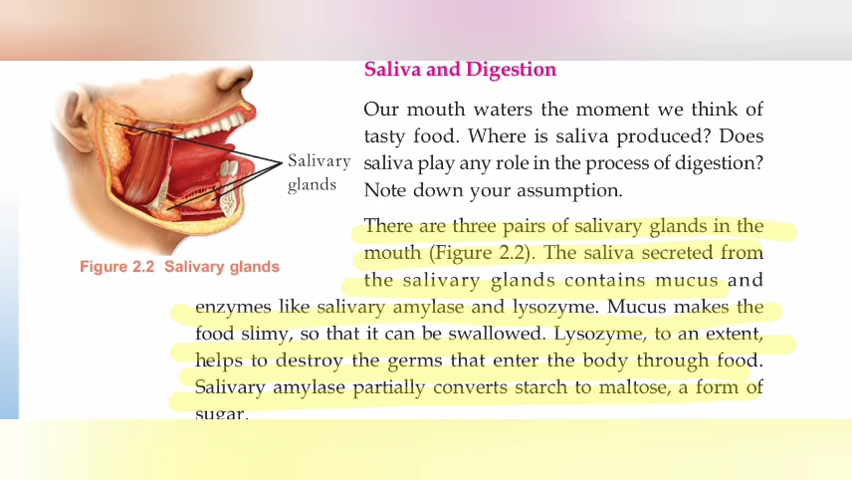 Saliva and Digestion
Our mouth waters the moment we think of
tasty food. Where is saliva produced? Does
saliva play any role in the process of digestion?
Note down your assumption.
Salivary
glands
Figure 2.2 Salivary glands
There are three pairs of salivary glands in the
mouth (Figure 2.2). The saliva secreted from
the salivary glands contains mucus and
enzymes like salivary amylase and lysozyme. Mucus makes the
food slimy, so that it can be swallowed. Lysozyme, to an extent,
helps to destroy the germs that enter the body through food.
Salivary amylase partially converts starch to maltose, a form of
sugar.